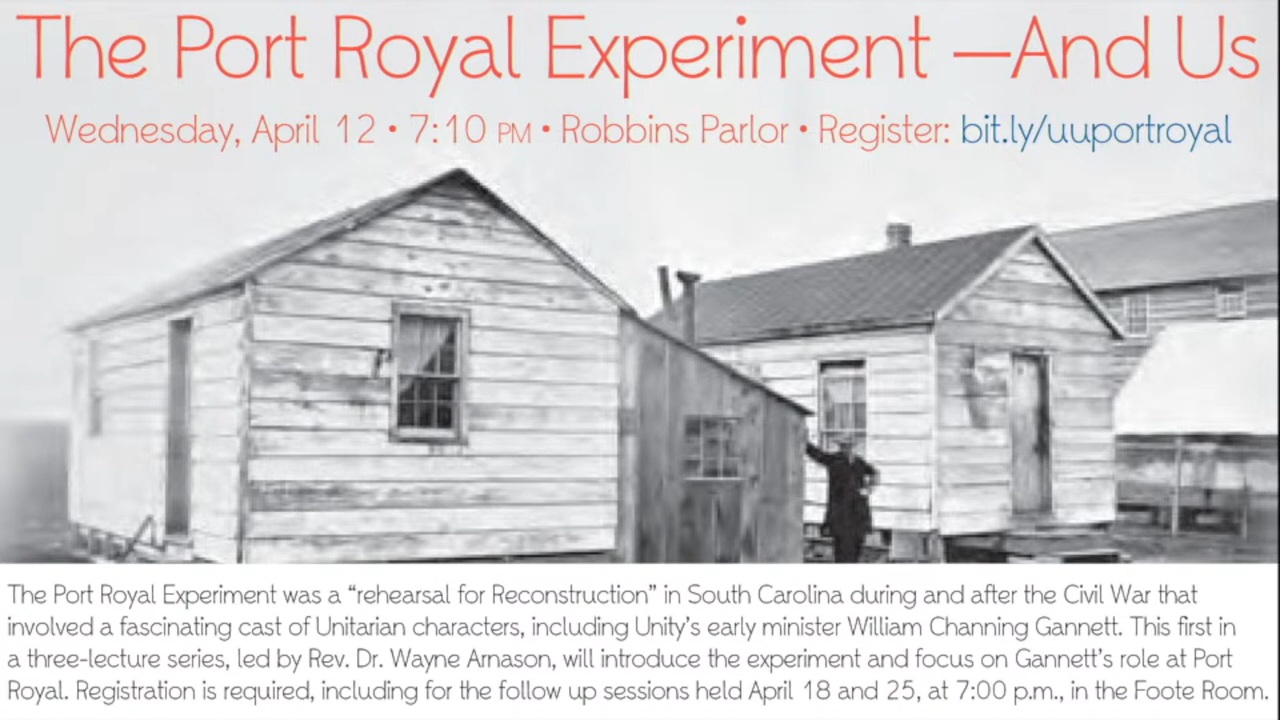 The Port Royal Experiment —And Us
Wednesday, April 12 • 7:10 PM • Robbins Parlor • Register: bit.ly/uuportroyal
The Port Royal Experiment was a “rehearsal for Reconstruction” in South Carolina during and after the Civil War that
involved a fascinating cast of Unitarian characters, including Unity’s early minister William Channing Gannett. This first in
a three-lecture series, led by Rev. Dr. Wayne Arnason, will introduce the experiment and focus on Gannett’s role at Port
Royal. Registration is required, including for the follow up sessions held April 18 and 25, at 7:00 p.m., in the Foote Room.